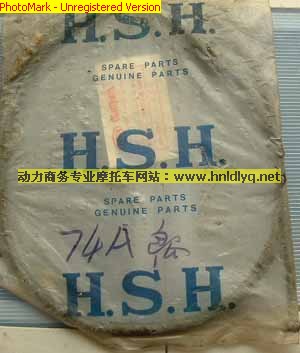 PhotoMark - Unregistered Version
H.S.H.
SPARE PARTS
GENUINE PARTS
H.S.H.
动力商务专业摩托车网站:www.hnldlyq.net
SPARE PARTS
GENUINE PARTS
74A
H.S.H.